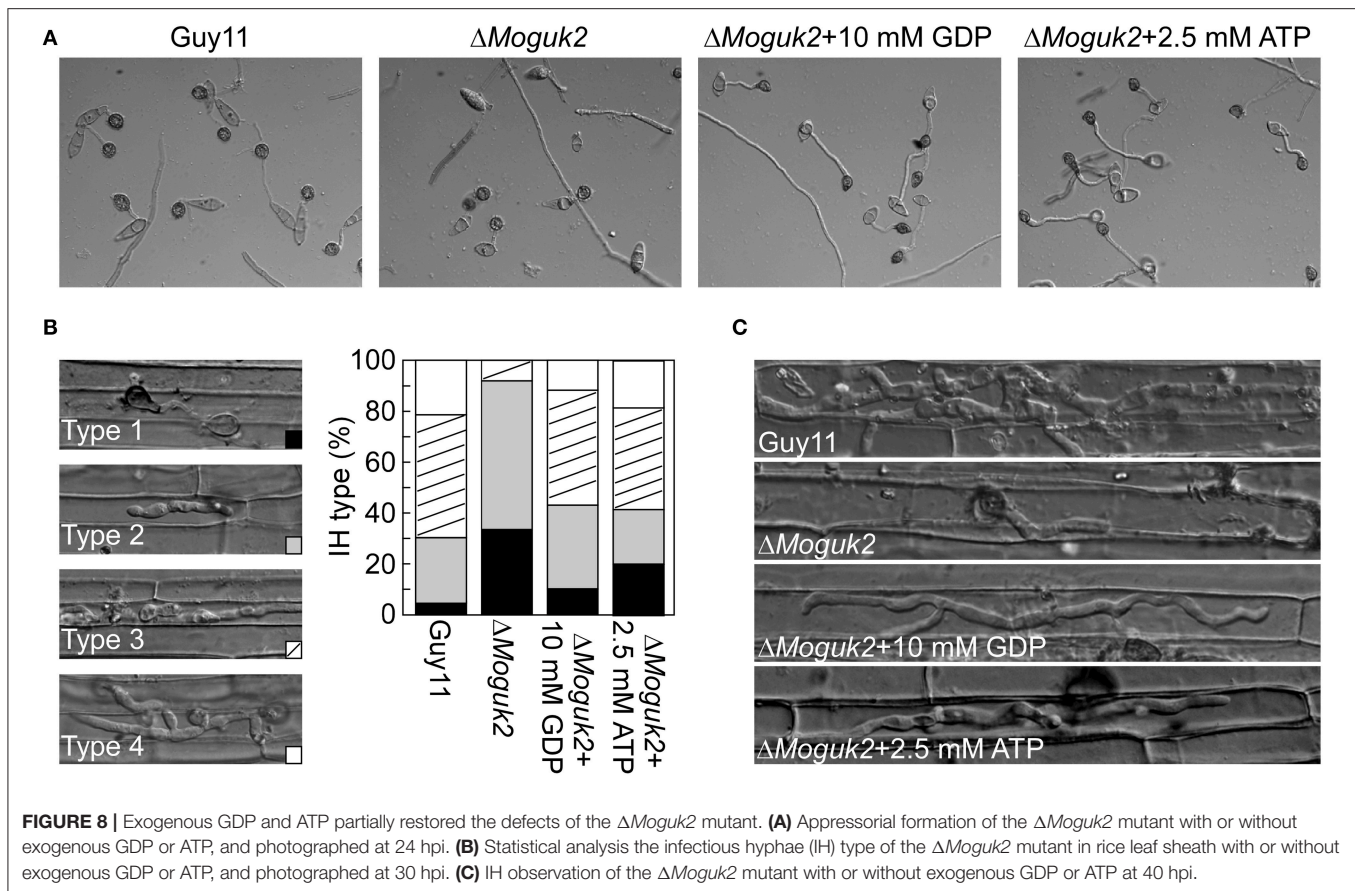 A
Guy11
ΔMoguk2
ΔMoguk2+10 mM GDP
ΔMoguk2+2.5 mM ATP
B
Type 1
Type 2
Type 3
Type 4
IH type (%)
100
80
60
40
20
0
Guy11
ΔMoguk2
ΔMoguk2+
10 mM GDP
ΔMoguk2+
2.5 mM ATP
C
Guy11
ΔMoguk2
ΔMoguk2+10 mM GDP
ΔMoguk2+2.5 mM ATP
FIGURE 8 | Exogenous GDP and ATP partially restored the defects of the ΔMoguk2 mutant. (A) Appressorial formation of the ΔMoguk2 mutant with or without
exogenous GDP or ATP, and photographed at 24 hpi. (B) Statistical analysis the infectious hyphae (IH) type of the ΔMoguk2 mutant in rice leaf sheath with or without
exogenous GDP or ATP, and photographed at 30 hpi. (C) IH observation of the ΔMoguk2 mutant with or without exogenous GDP or ATP at 40 hpi.